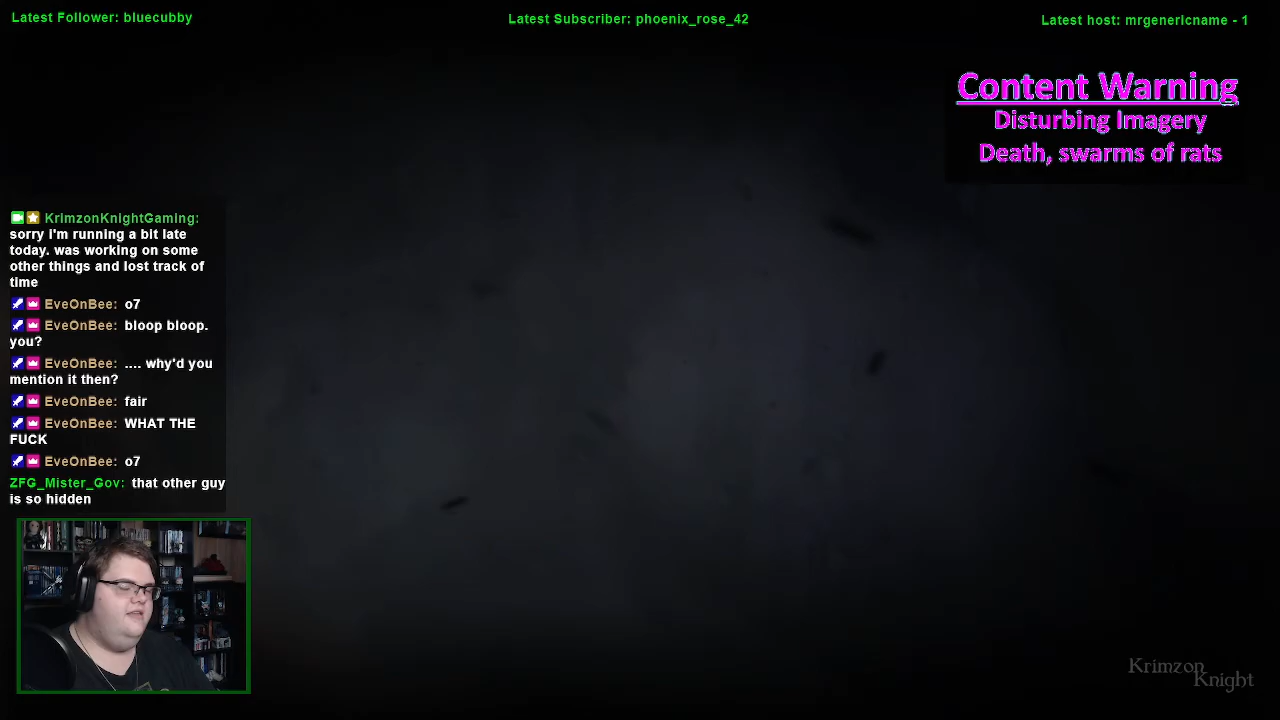 Latest Follower: bluecubby
Latest Subscriber: phoenix_rose_42
Latest host: mrgenericname - 1
Content Warning
Disturbing Imagery
Death, swarms of rats
KrimzonKnightGaming:
sorry i'm running a bit late
today. was working on some
other things and lost track of
time
EveOnBee: o7
EveOnBee: bloop bloop.
you?
EveOnBee: .... why'd you
mention it then?
EveOnBee: fair
EveOnBee: WHAT THE
FUCK
EveOnBee: o7
ZFG_Mister_Gov: that other guy
is so hidden
Krimzon
Knight